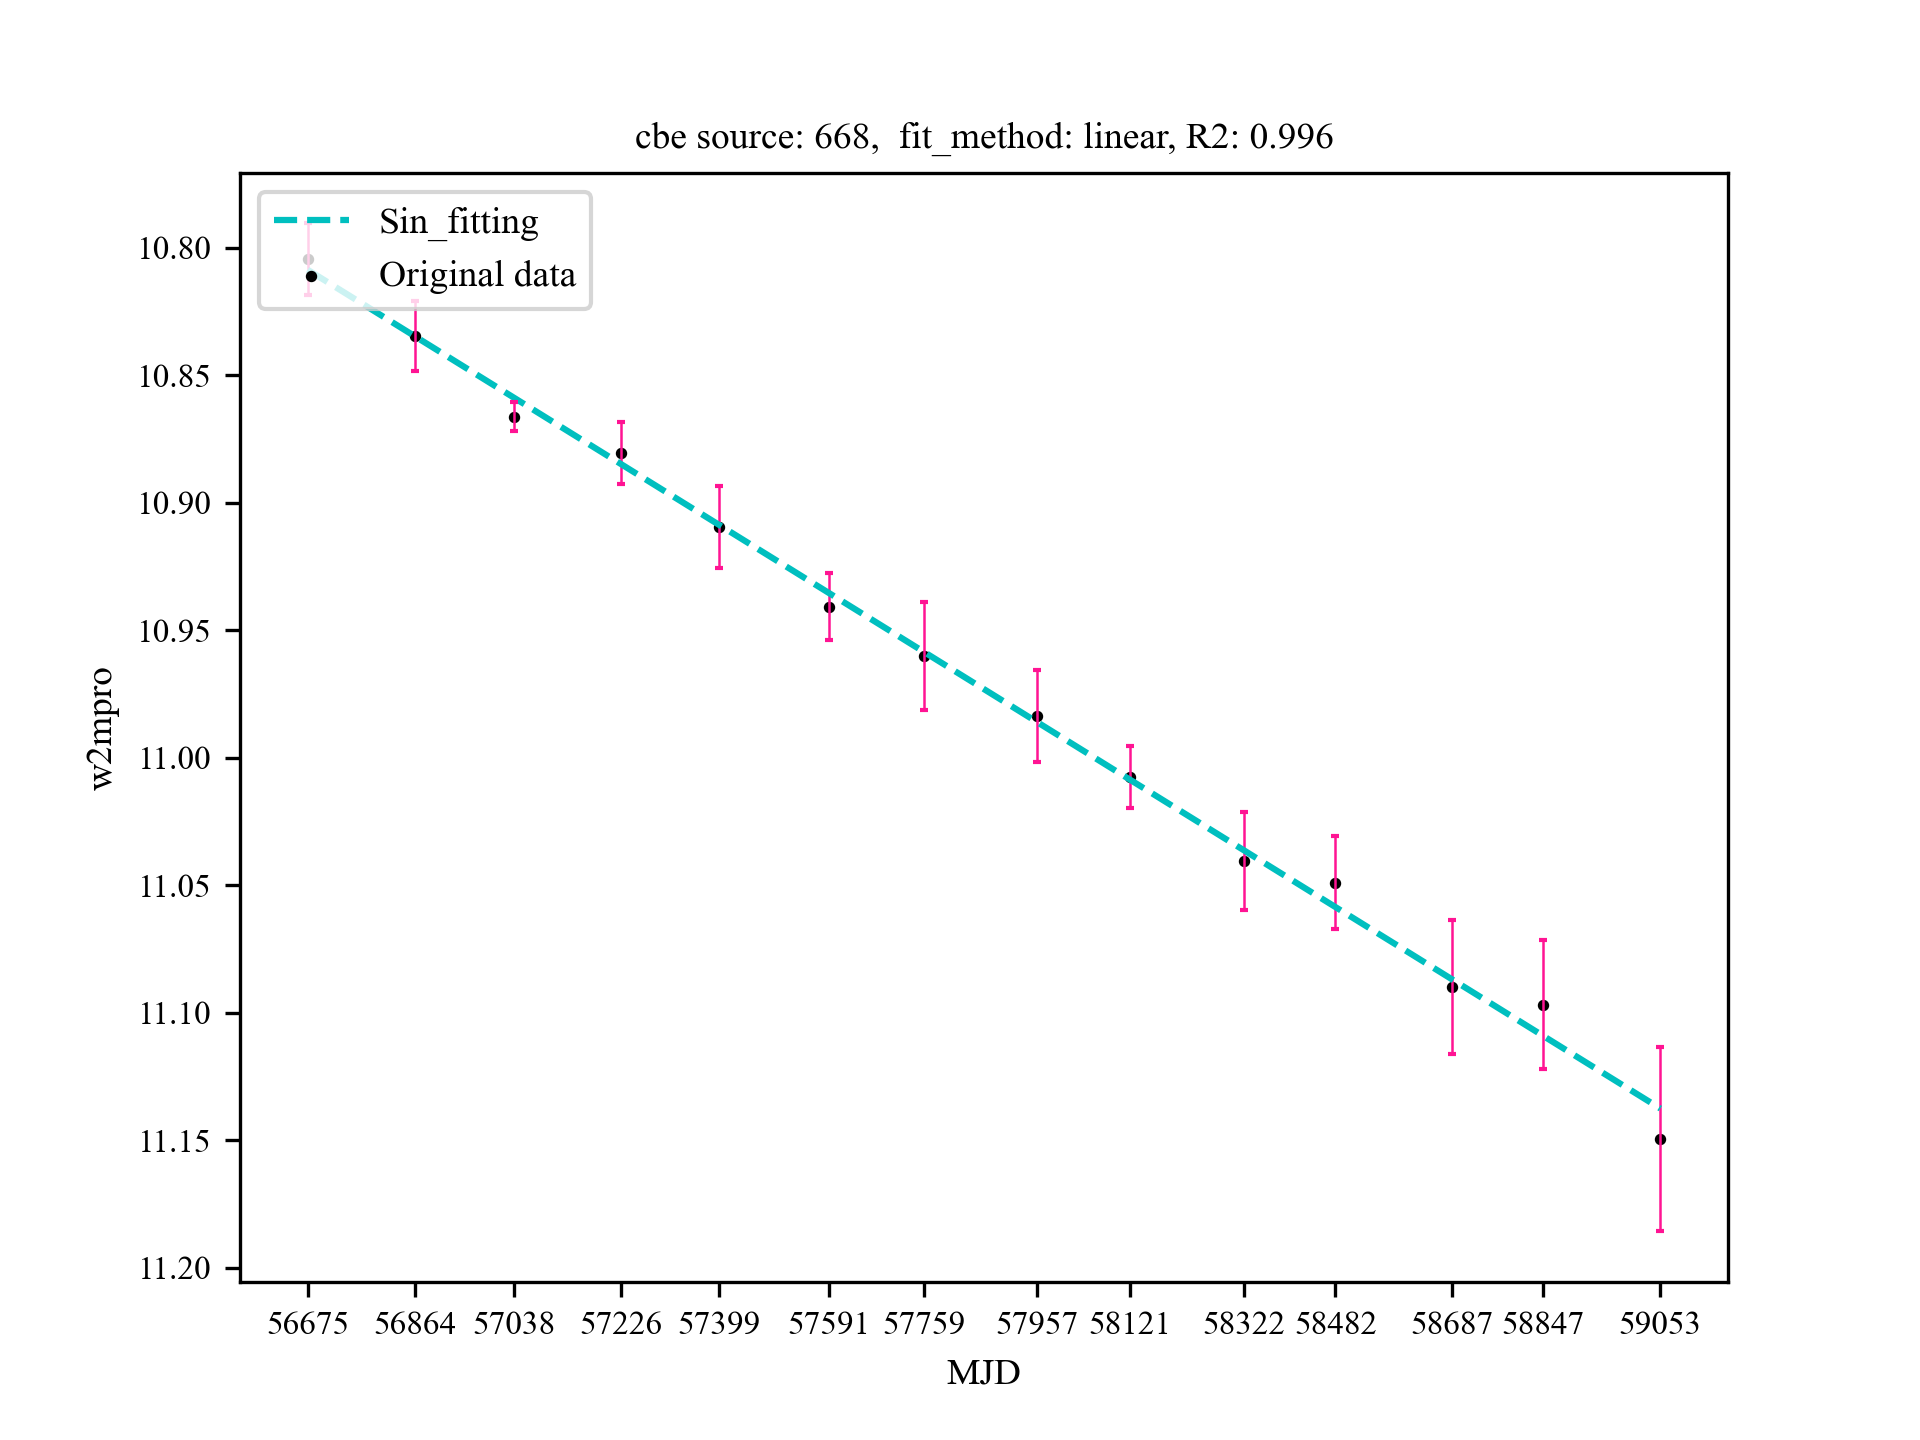 cbe source: 668,  fit_method: linear, R2: 0.996
Sin_fitting
Original data
10.80
10.85
10.90
10.95
11.00
11.05
11.10
11.15
11.20
w2mpro
56675 56864 57038 57226 57399 57591 57759 57957 58121 58322 58482 58687 58847 59053
MJD